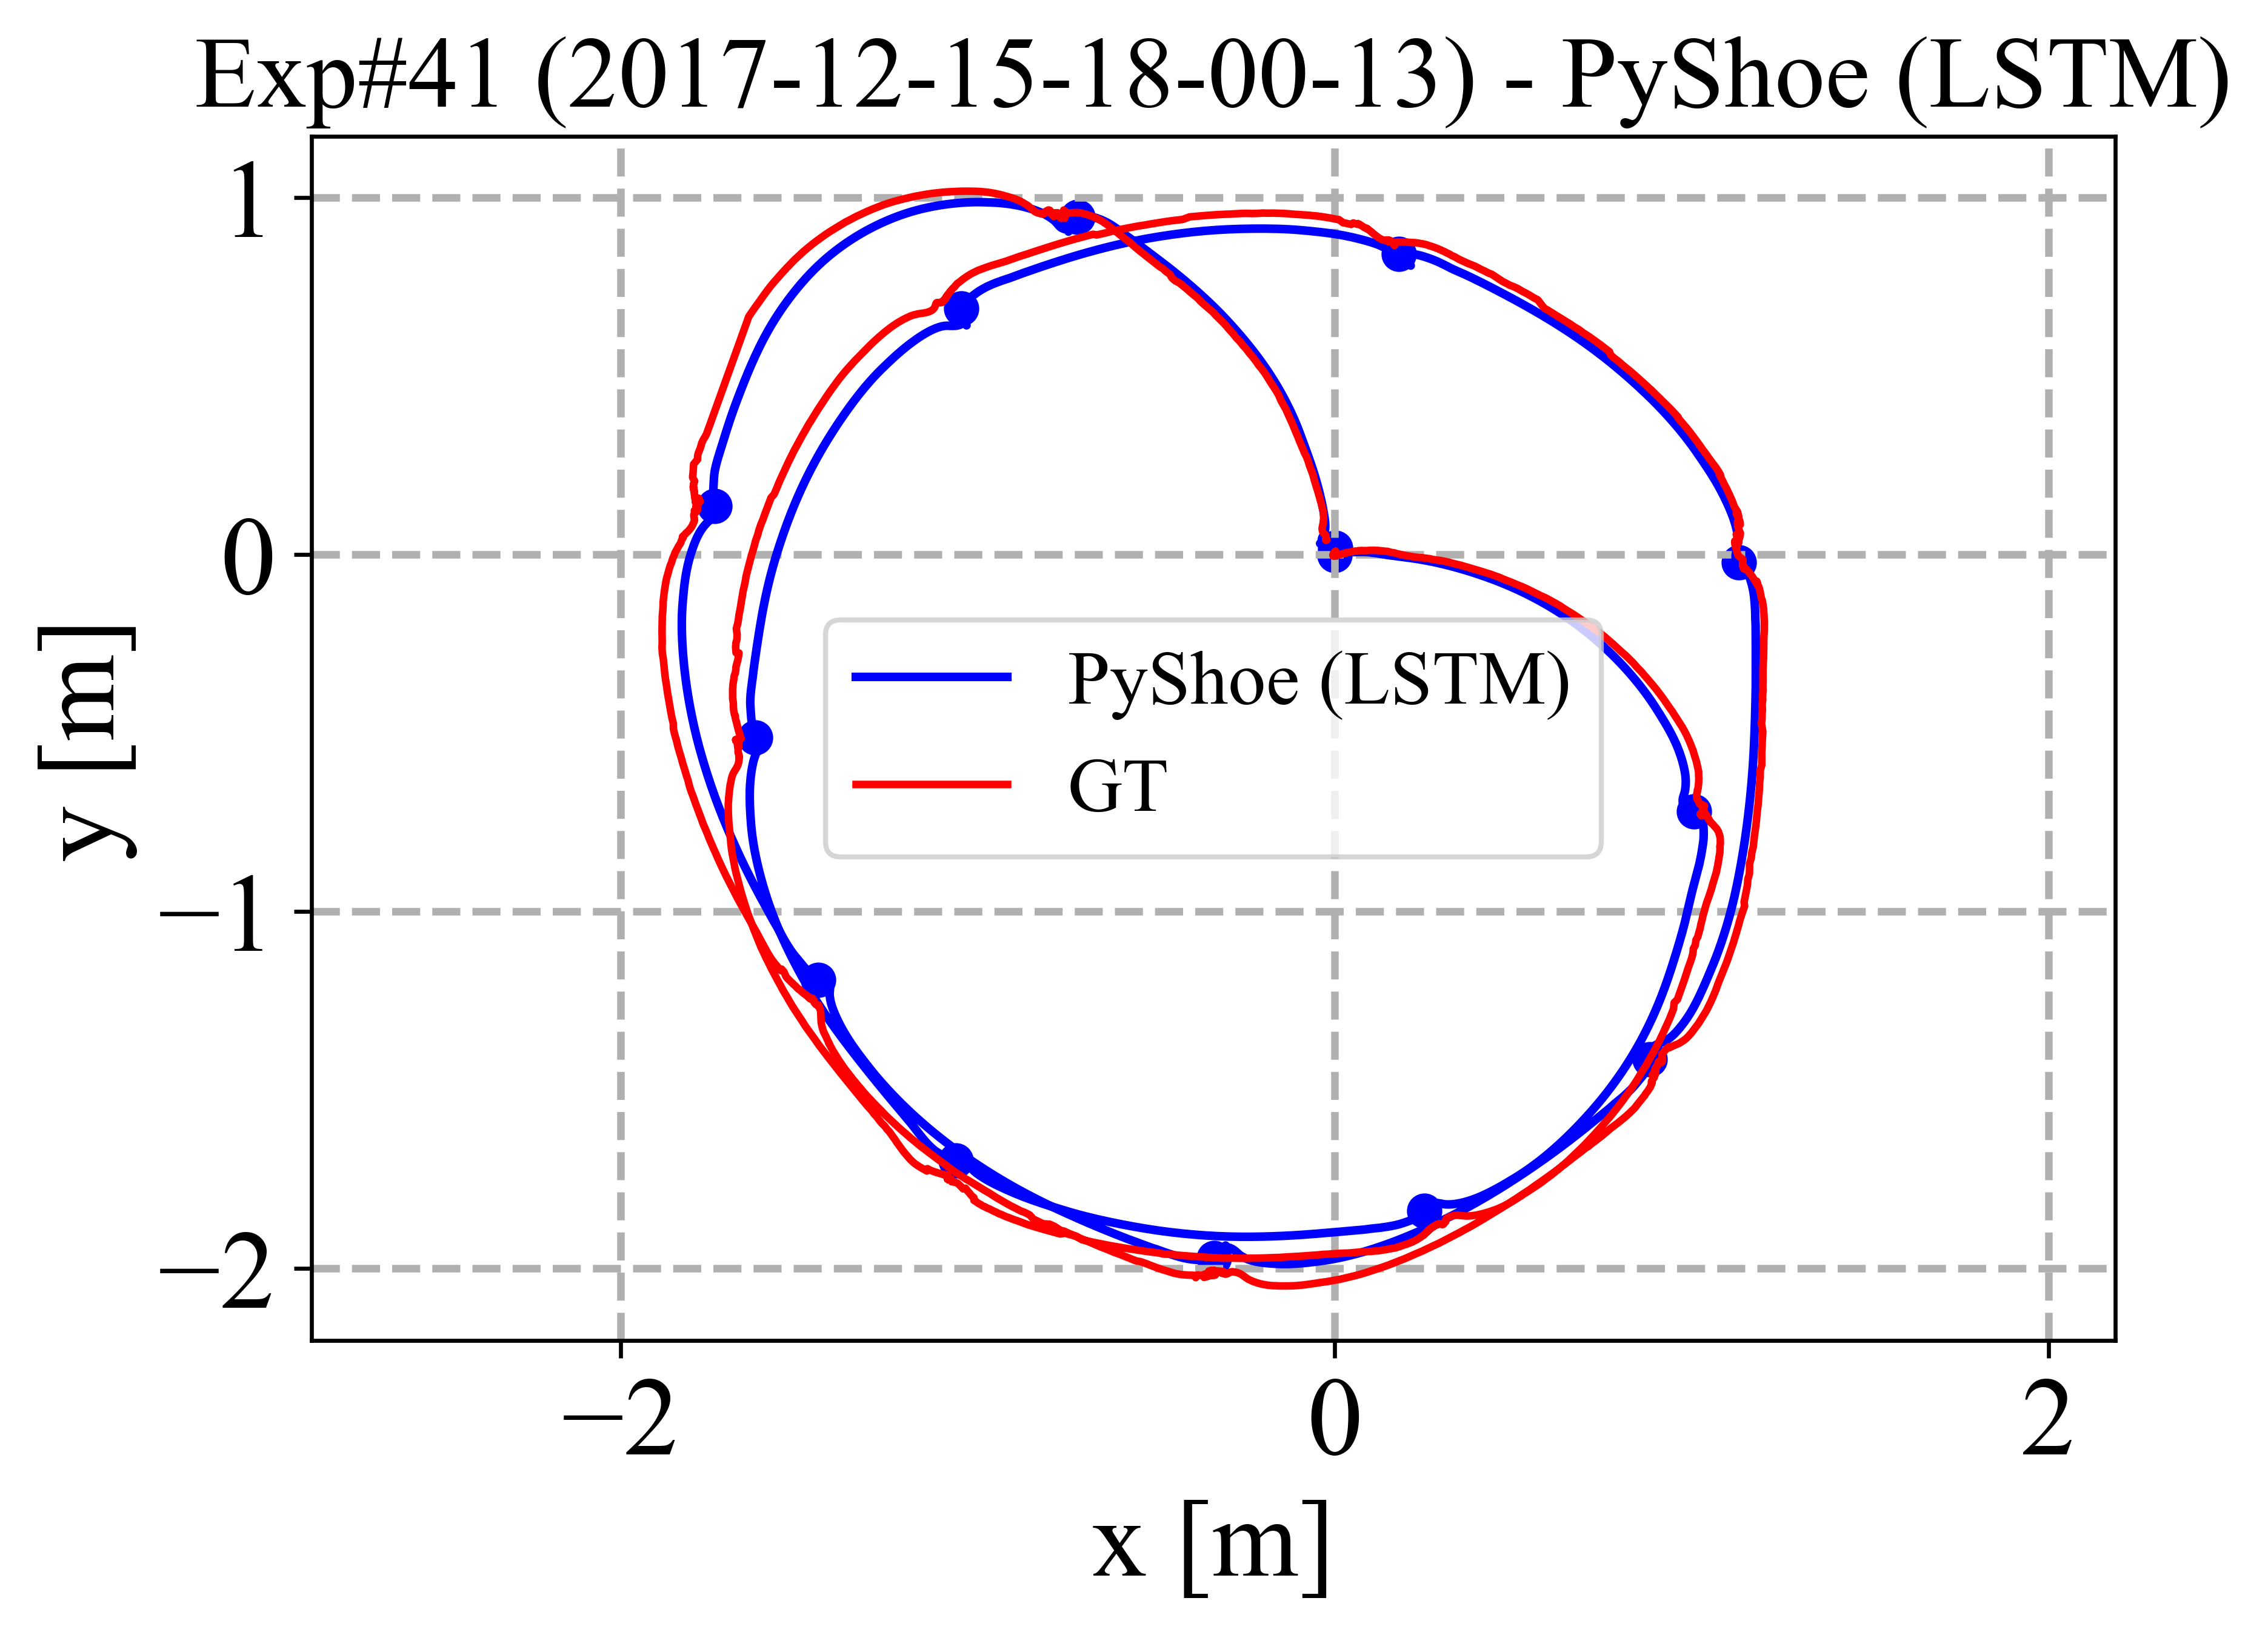 Exp#41 (2017-12-15-18-00-13) - PyShoe (LSTM)
1
0
−1
−2
y [m]
PyShoe (LSTM)
GT
−2
0
2
x [m]